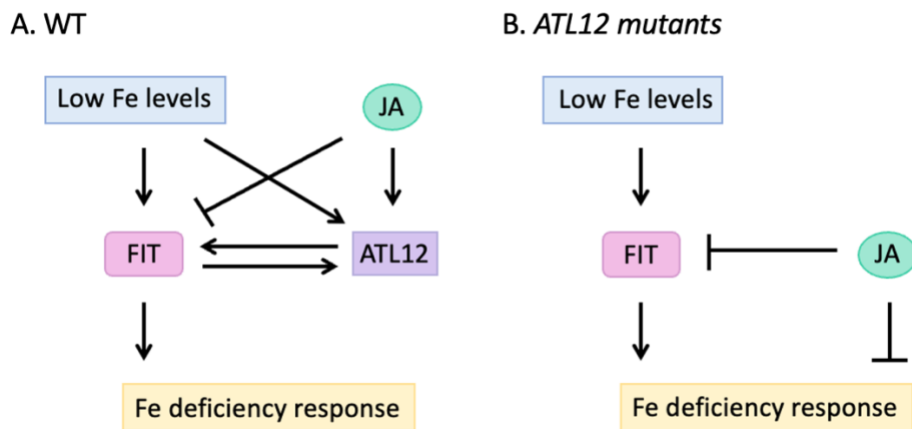 A. WT
B. ATL12 mutants
Low Fe levels
JA
Low Fe levels
FIT
ATL12
FIT
JA
Fe deficiency response
Fe deficiency response